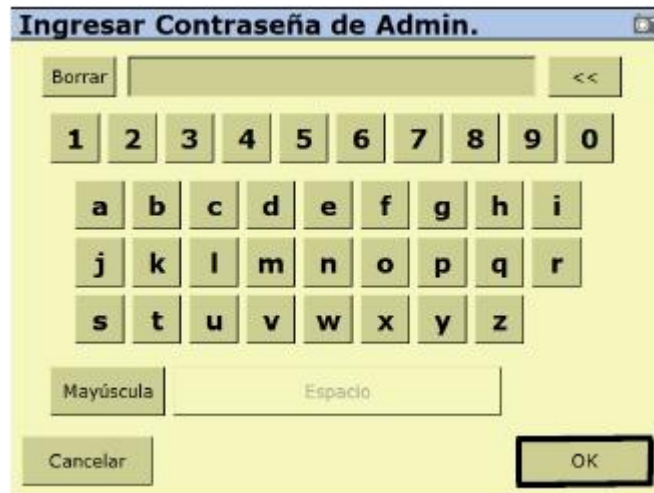 Ingresar Contraseña de Admin.
Borrar <<
1 2 3 4 5 6 7 8 9 0
a b c d e f g h i
j k l m n o p q r
s t u v w x y z
Mayúscula Espacio
Cancelar OK